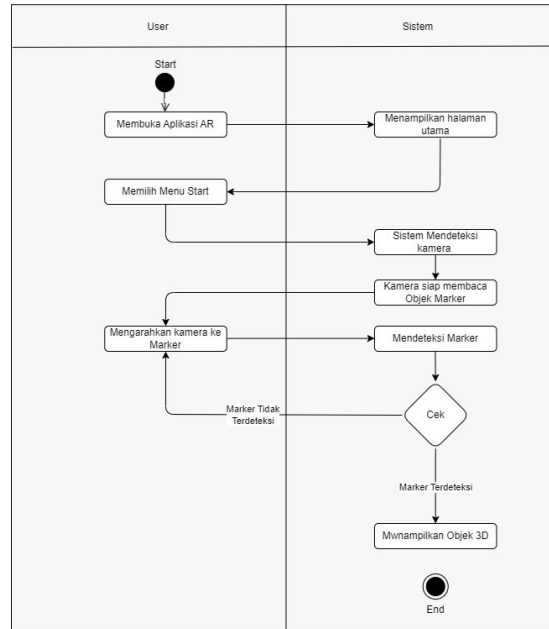 User
Sistem
Start
Membuka Aplikasi AR
Menampilkan halaman
utama
Memilih Menu Start
Sistem Mendeteksi
kamera
Kamera siap membaca
Objek Marker
Mengarahkan kamera ke
Marker
Mendeteksi Marker
Marker Tidak
Terdeteksi
Cek
Marker Terdeteksi
Mwnampilkan Objek 3D
End